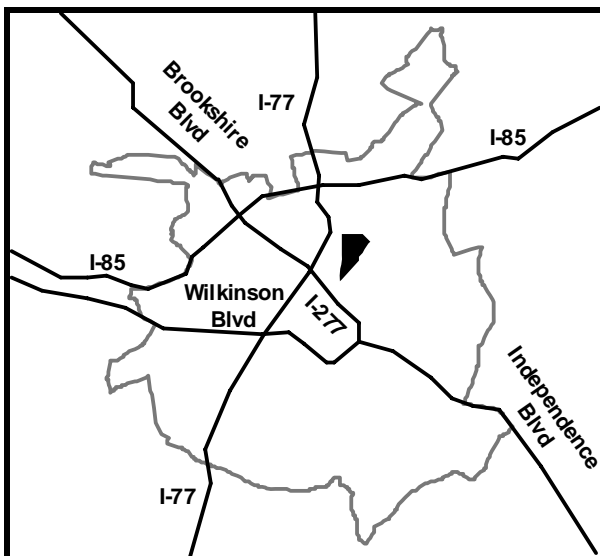 Brookshire
Blvd
I-77
I-85
I-85
Wilkinson
Blvd
I-277
Independence
Blvd
I-77